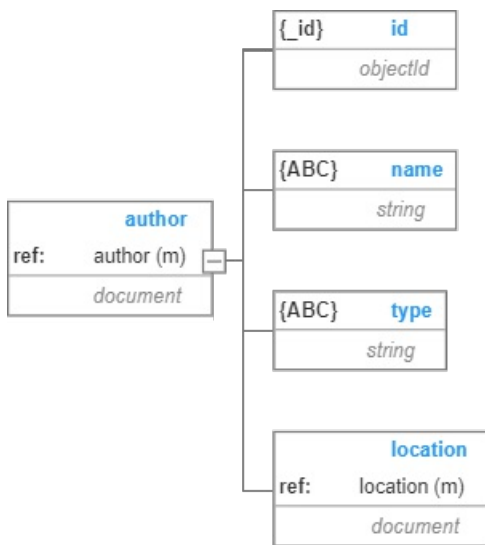 {_id} id
objectId
{ABC} name
string
author
ref: author (m)
document
{ABC} type
string
location
ref: location (m)
document